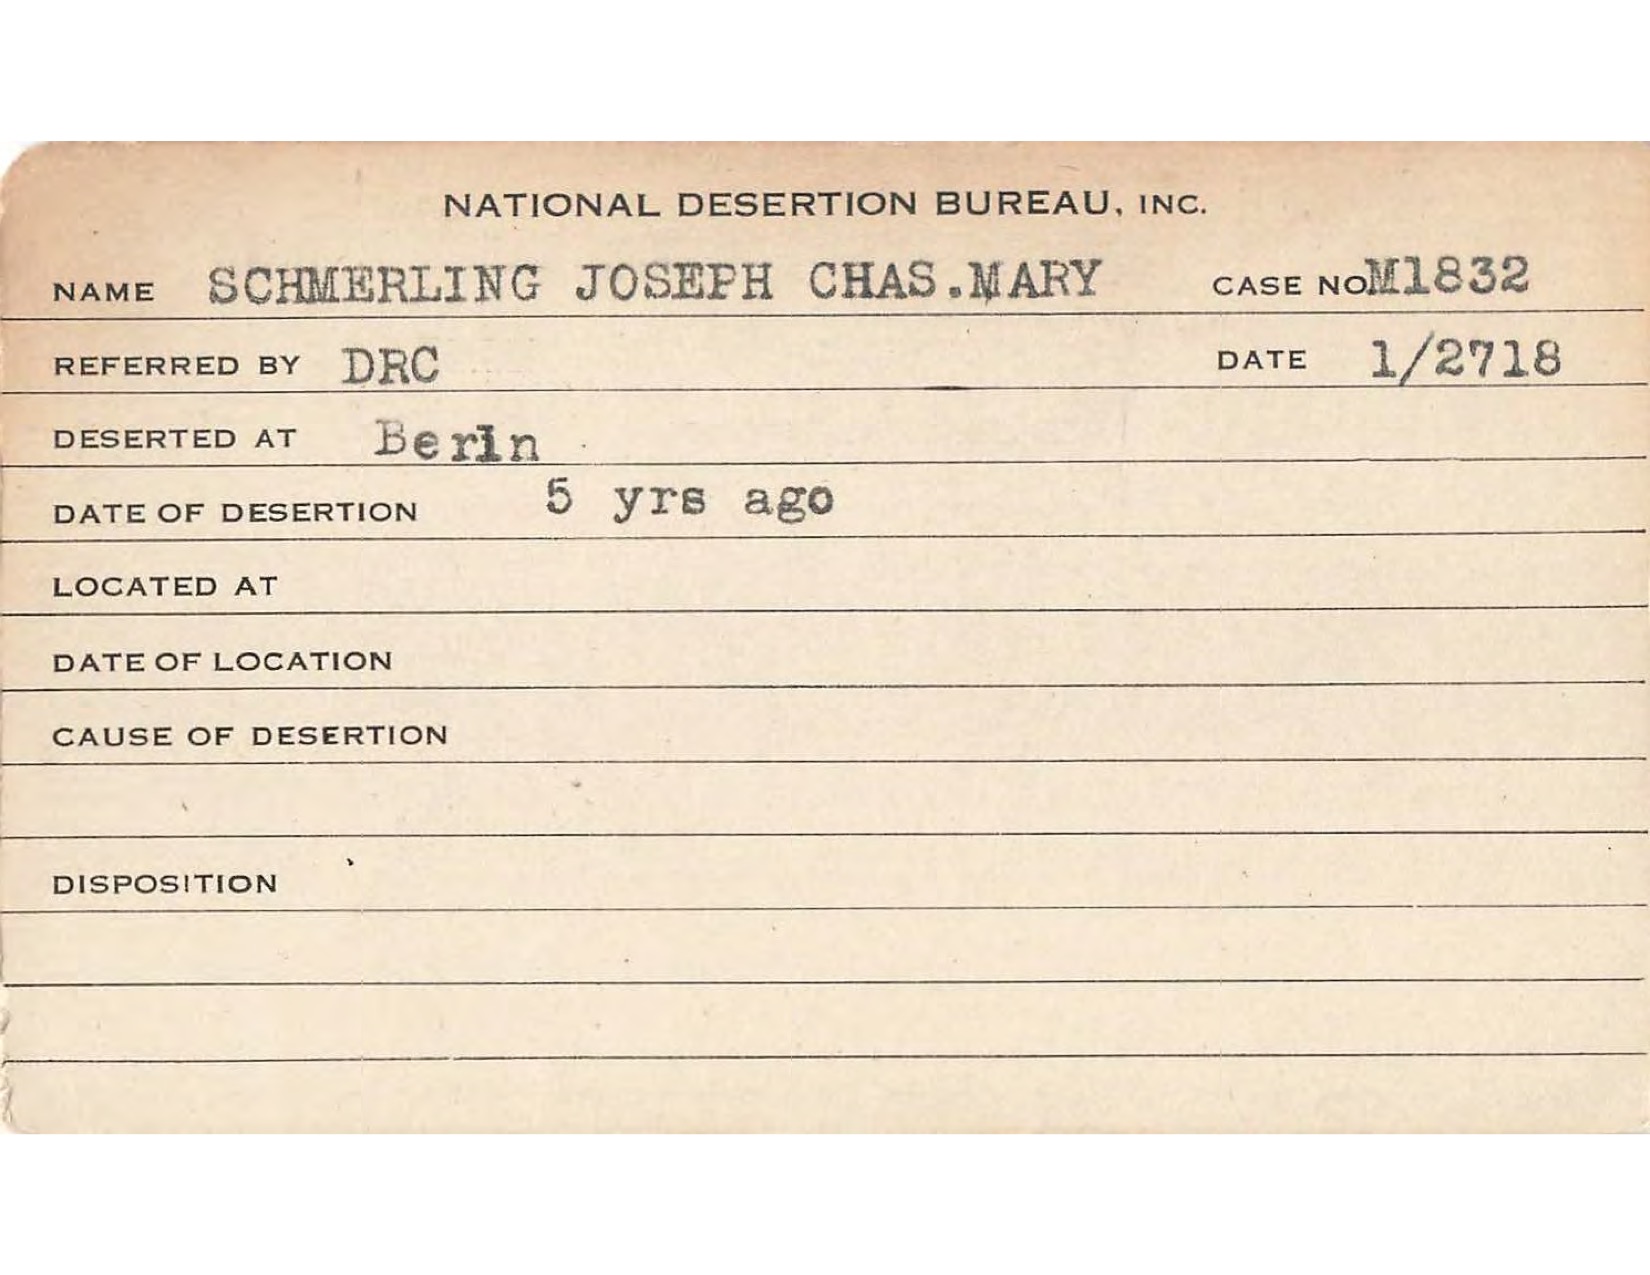 NATIONAL DESERTION BUREAU, INC.
NAME SCHMERLING JOSEPH CHAS.MARY CASE NO M1832
REFERRED BY DRC DATE 1/2718
DESERTED AT Berln
DATE OF DESERTION 5 yrs ago
LOCATED AT
DATE OF LOCATION
CAUSE OF DESERTION
DISPOSITION